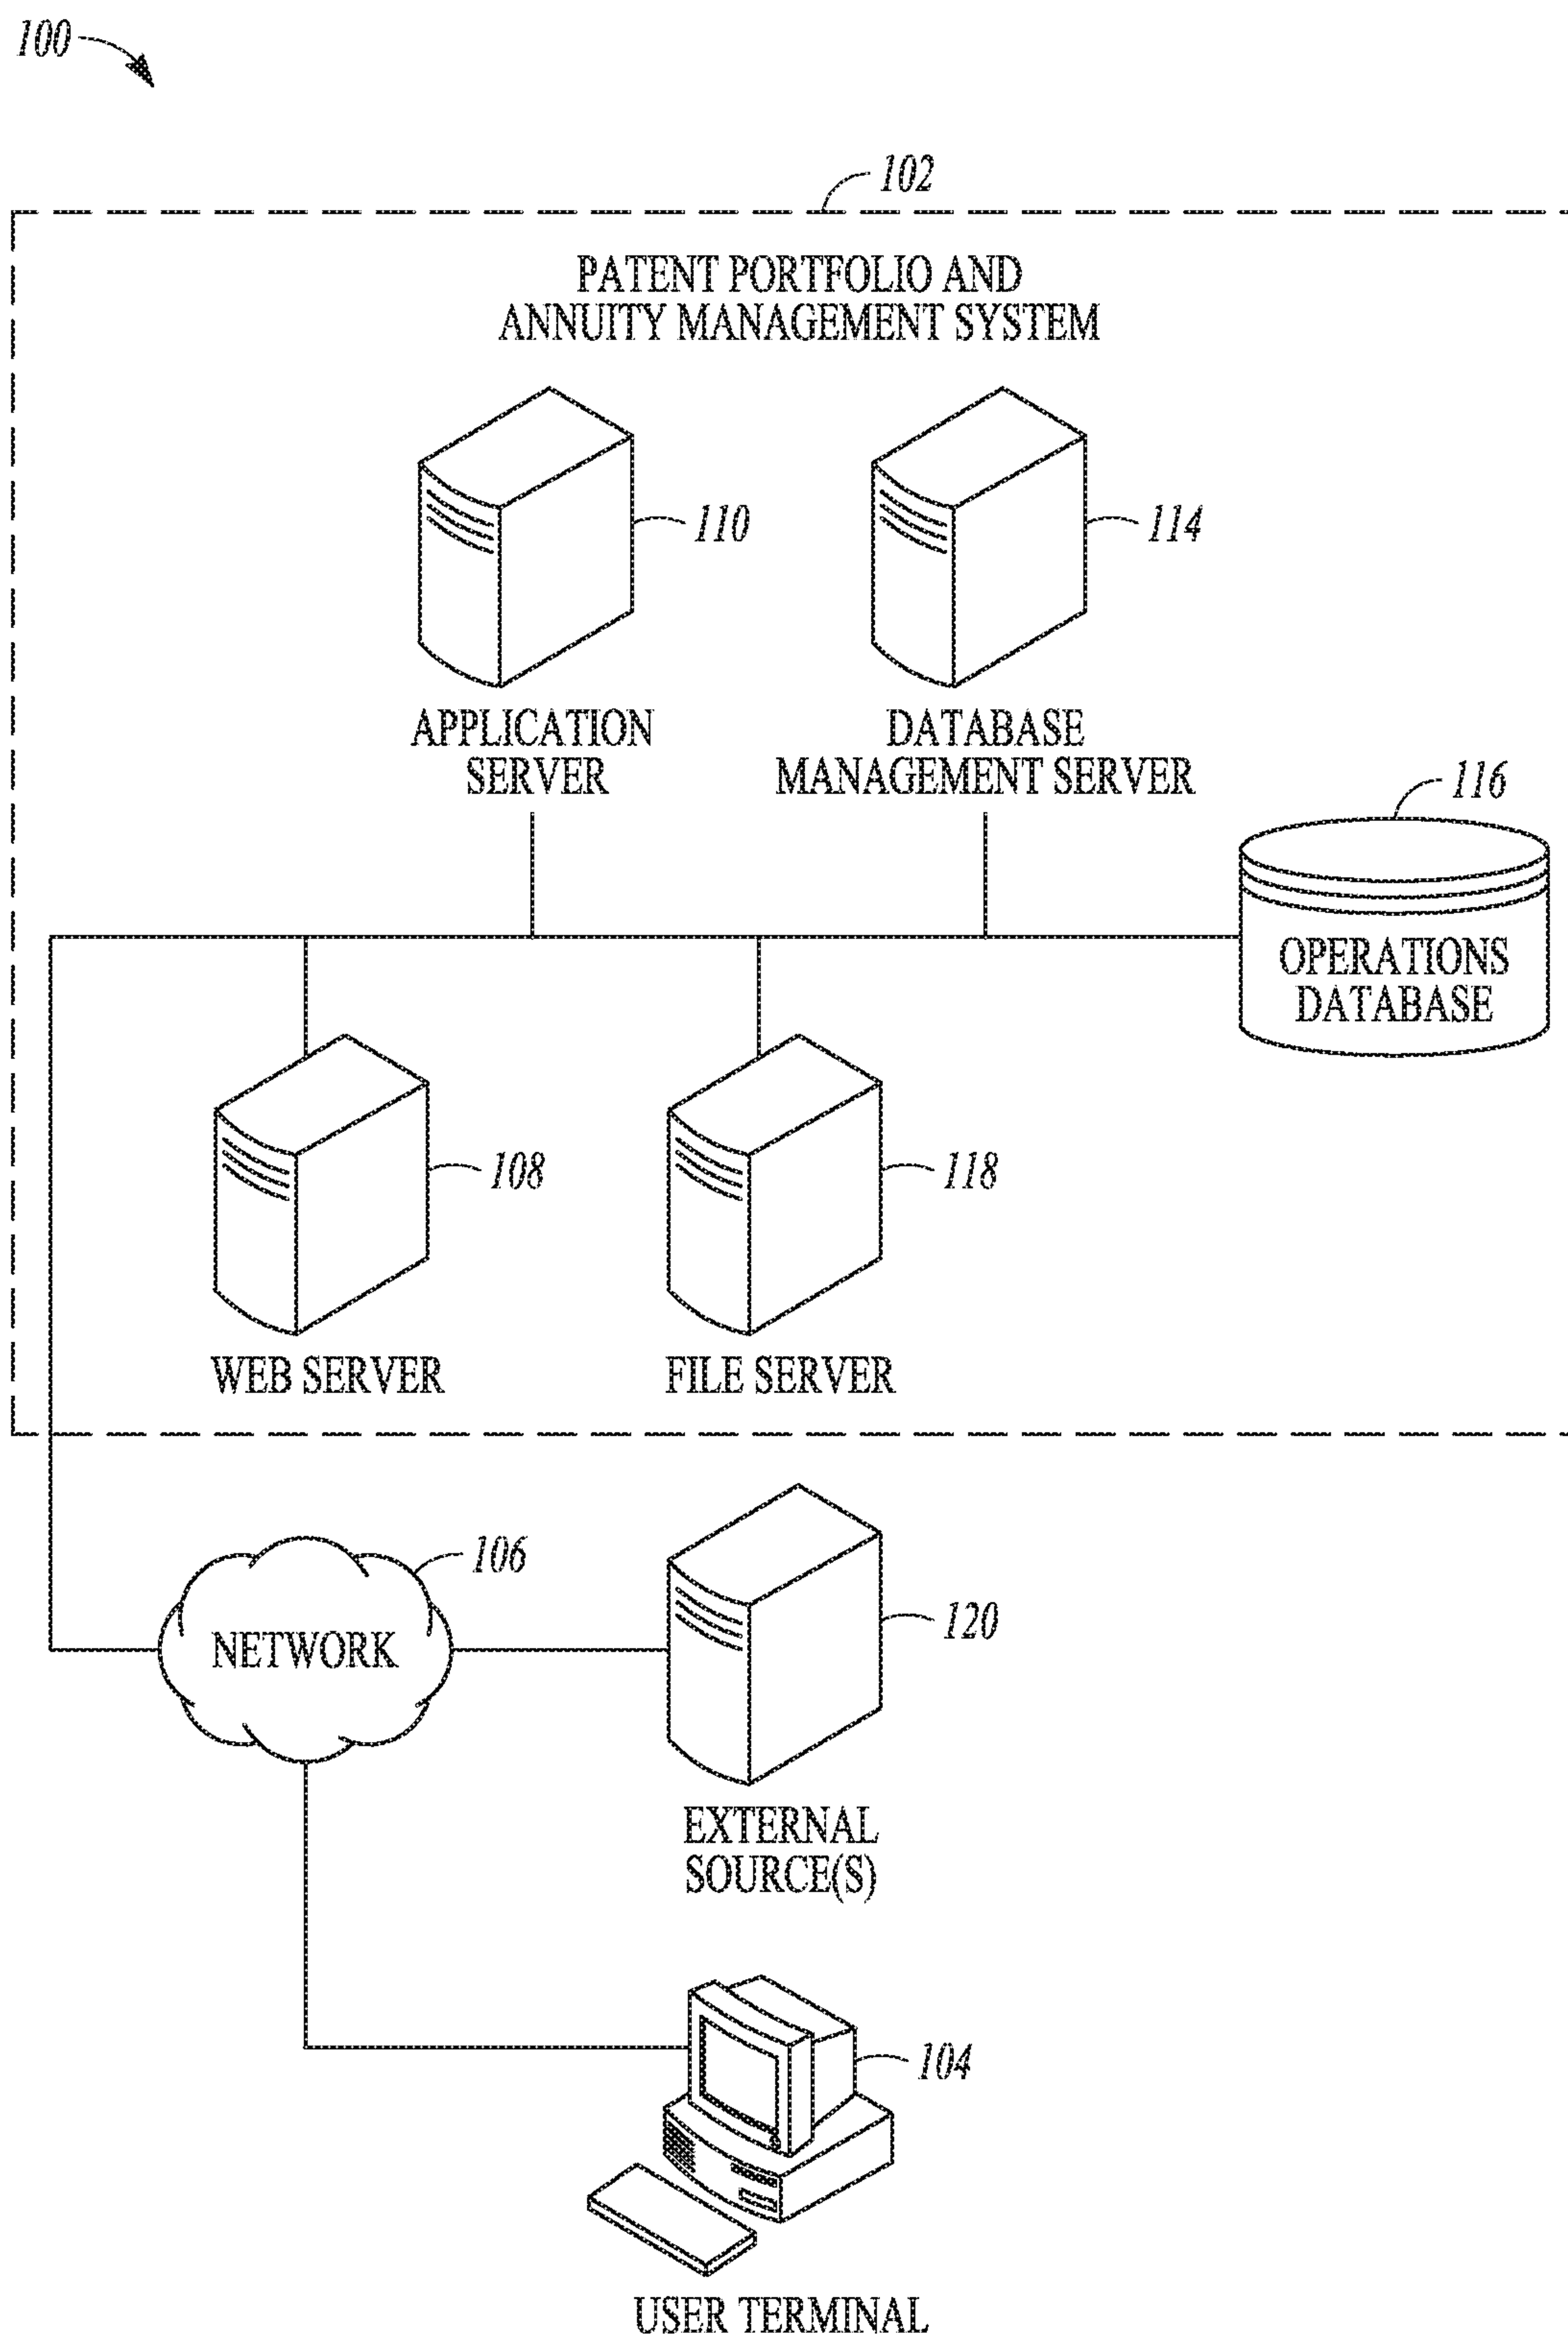 100
102
PATENT PORTFOLIO AND
ANNUITY MANAGEMENT SYSTEM
110
114
APPLICATION
SERVER
DATABASE
MANAGEMENT SERVER
116
OPERATIONS
DATABASE
108
118
WEB SERVER
FILE SERVER
106
NETWORK
120
EXTERNAL
SOURCE(S)
104
USER TERMINAL